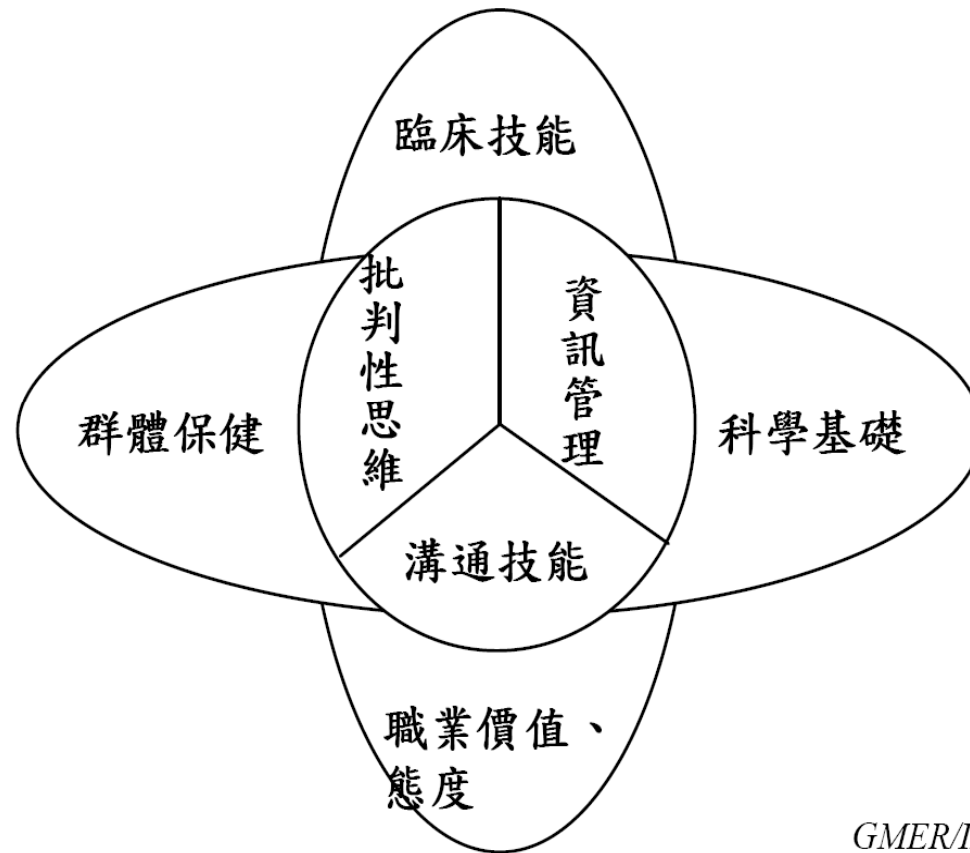 臨床技能
批判性思維
資訊管理
群體保健
科學基礎
溝通技能
職業價值、
態度
GMER/I